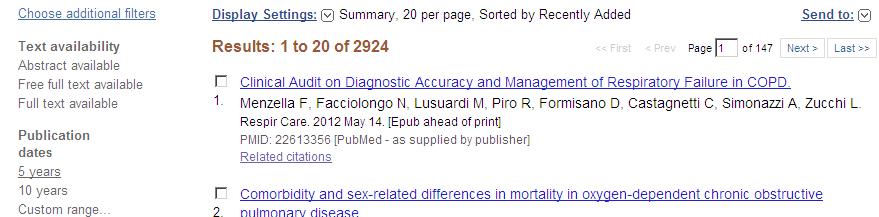 Choose additional filters
Text availability
Abstract available
Free full text available
Full text available
Publication
dates
5 years
10 years
Custom range...
Display Settings: Summary, 20 per page, Sorted by Recently Added
Send to:
Results: 1 to 20 of 2924
<< First < Prev Page 1 of 147 Next > Last >>
Clinical Audit on Diagnostic Accuracy and Management of Respiratory Failure in COPD.
1. Menzella F, Facciolongo N, Lusuardi M, Piro R, Formisano D, Castagnetti C, Simonazzi A, Zucchi L.
Respir Care. 2012 May 14. [Epub ahead of print]
PMID: 22613356 [PubMed - as supplied by publisher]
Related citations
Comorbidity and sex-related differences in mortality in oxygen-dependent chronic obstructive
2. pulmonary disease